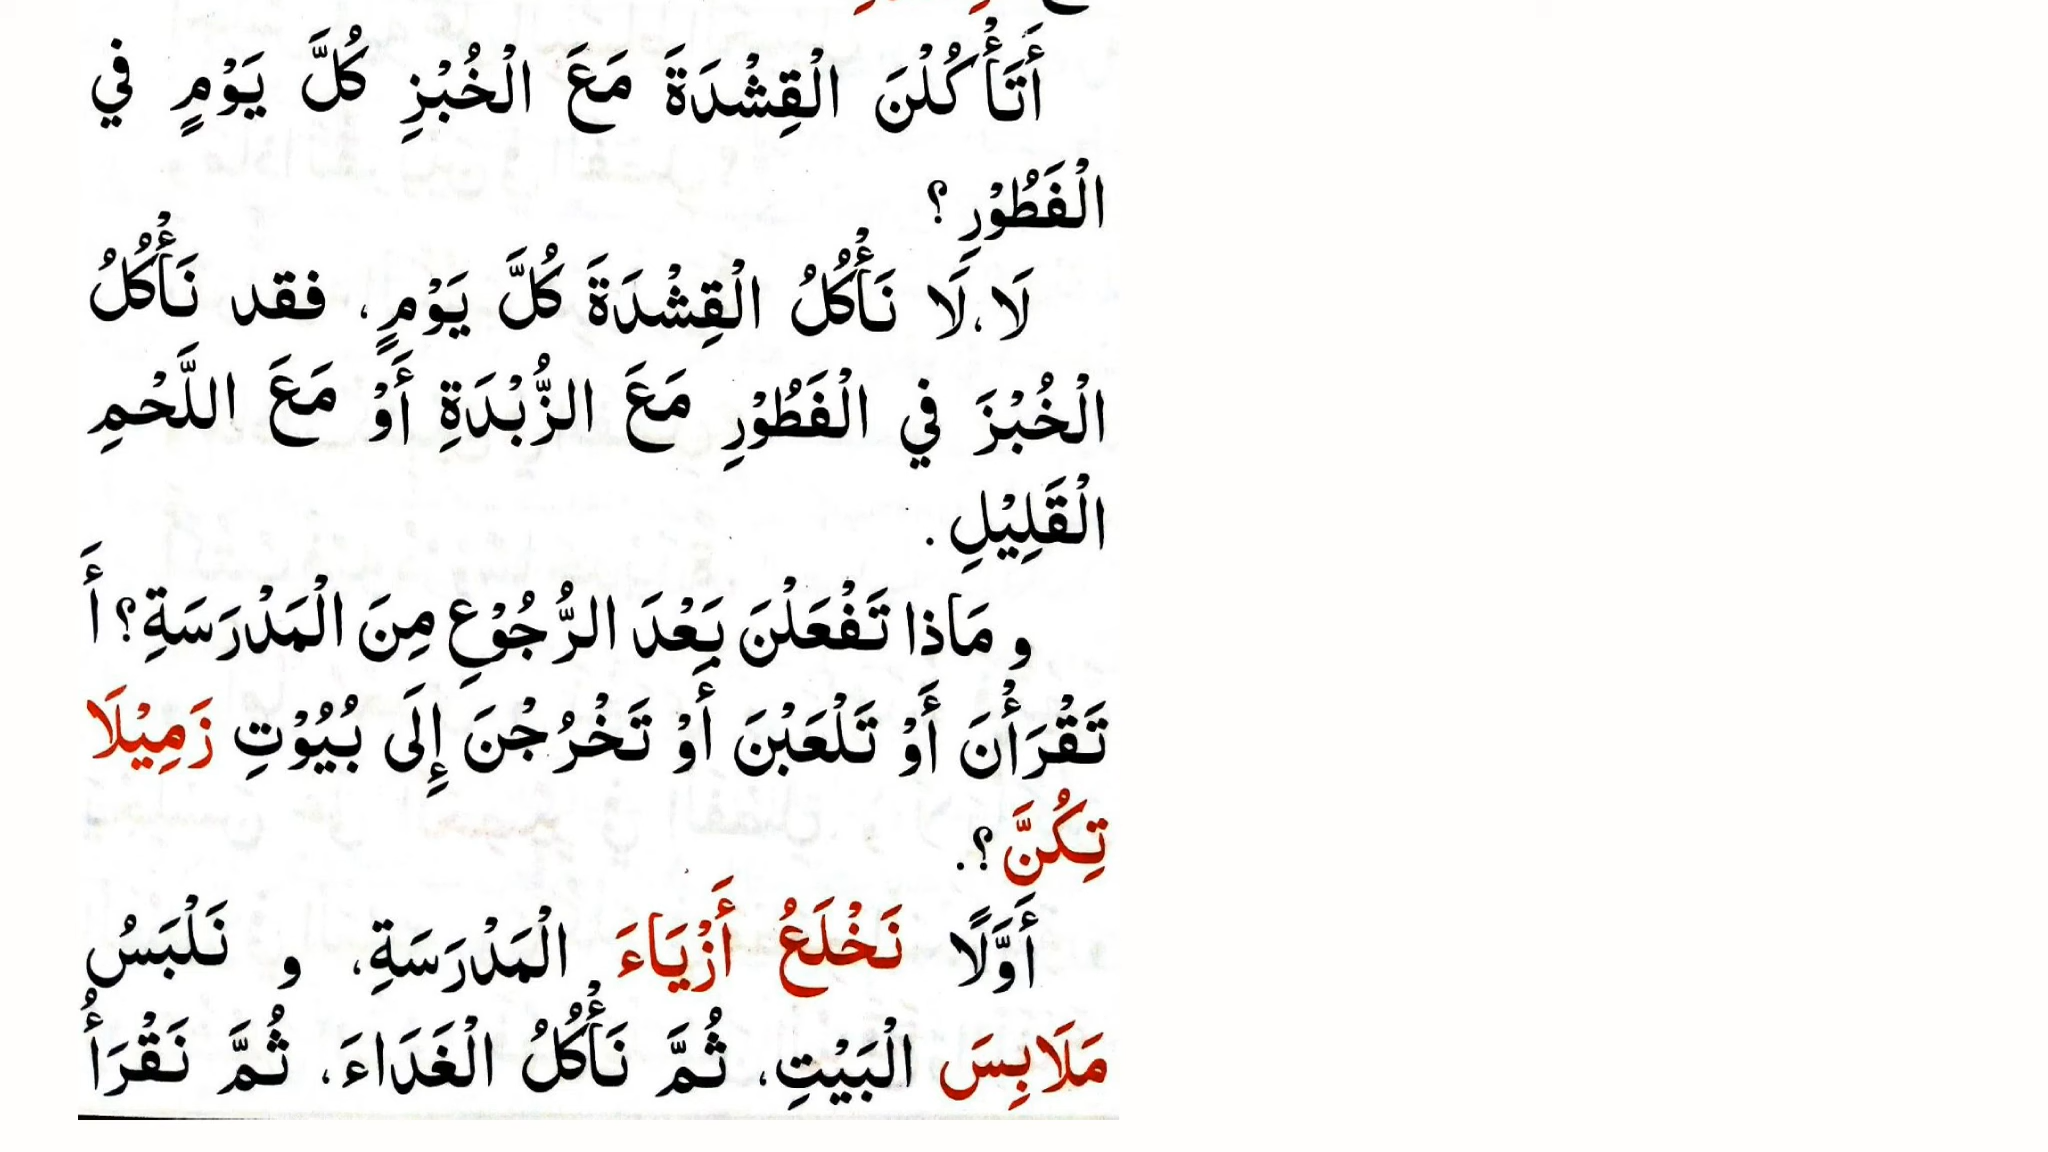 أَتَأْكُلْنَ الْقِشْدَةَ مَعَ الْخُبْزِ كُلَّ يَوْمٍ فِي
الْفَطُوْرِ ؟
لَا، لَا نَأْكُلُ الْقِشْدَةَ كُلَّ يَوْمٍ، فقد نَأْكُلُ
الْخُبْزَ فِي الْفَطُوْرِ مَعَ الزُّبْدَةِ أَوْ مَعَ اللَّحْمِ
الْقَلِيْلِ .
و مَاذا تَفْعَلْنَ بَعْدَ الرُّجُوْعِ مِنَ الْمَدْرَسَةِ؟ أَ
تَقْرَأْنَ أَوْ تَلْعَبْنَ أَوْ تَخْرُجْنَ إِلَى بُيُوْتِ زَمِيْلَا
تِكُنَّ ؟.
أَوَّلًا نَخْلَعُ أَزْيَاءَ الْمَدْرَسَةِ، و نَلْبَسُ
مَلَابِسَ الْبَيْتِ، ثُمَّ نَأْكُلُ الْغَدَاءَ، ثُمَّ نَقْرَأُ